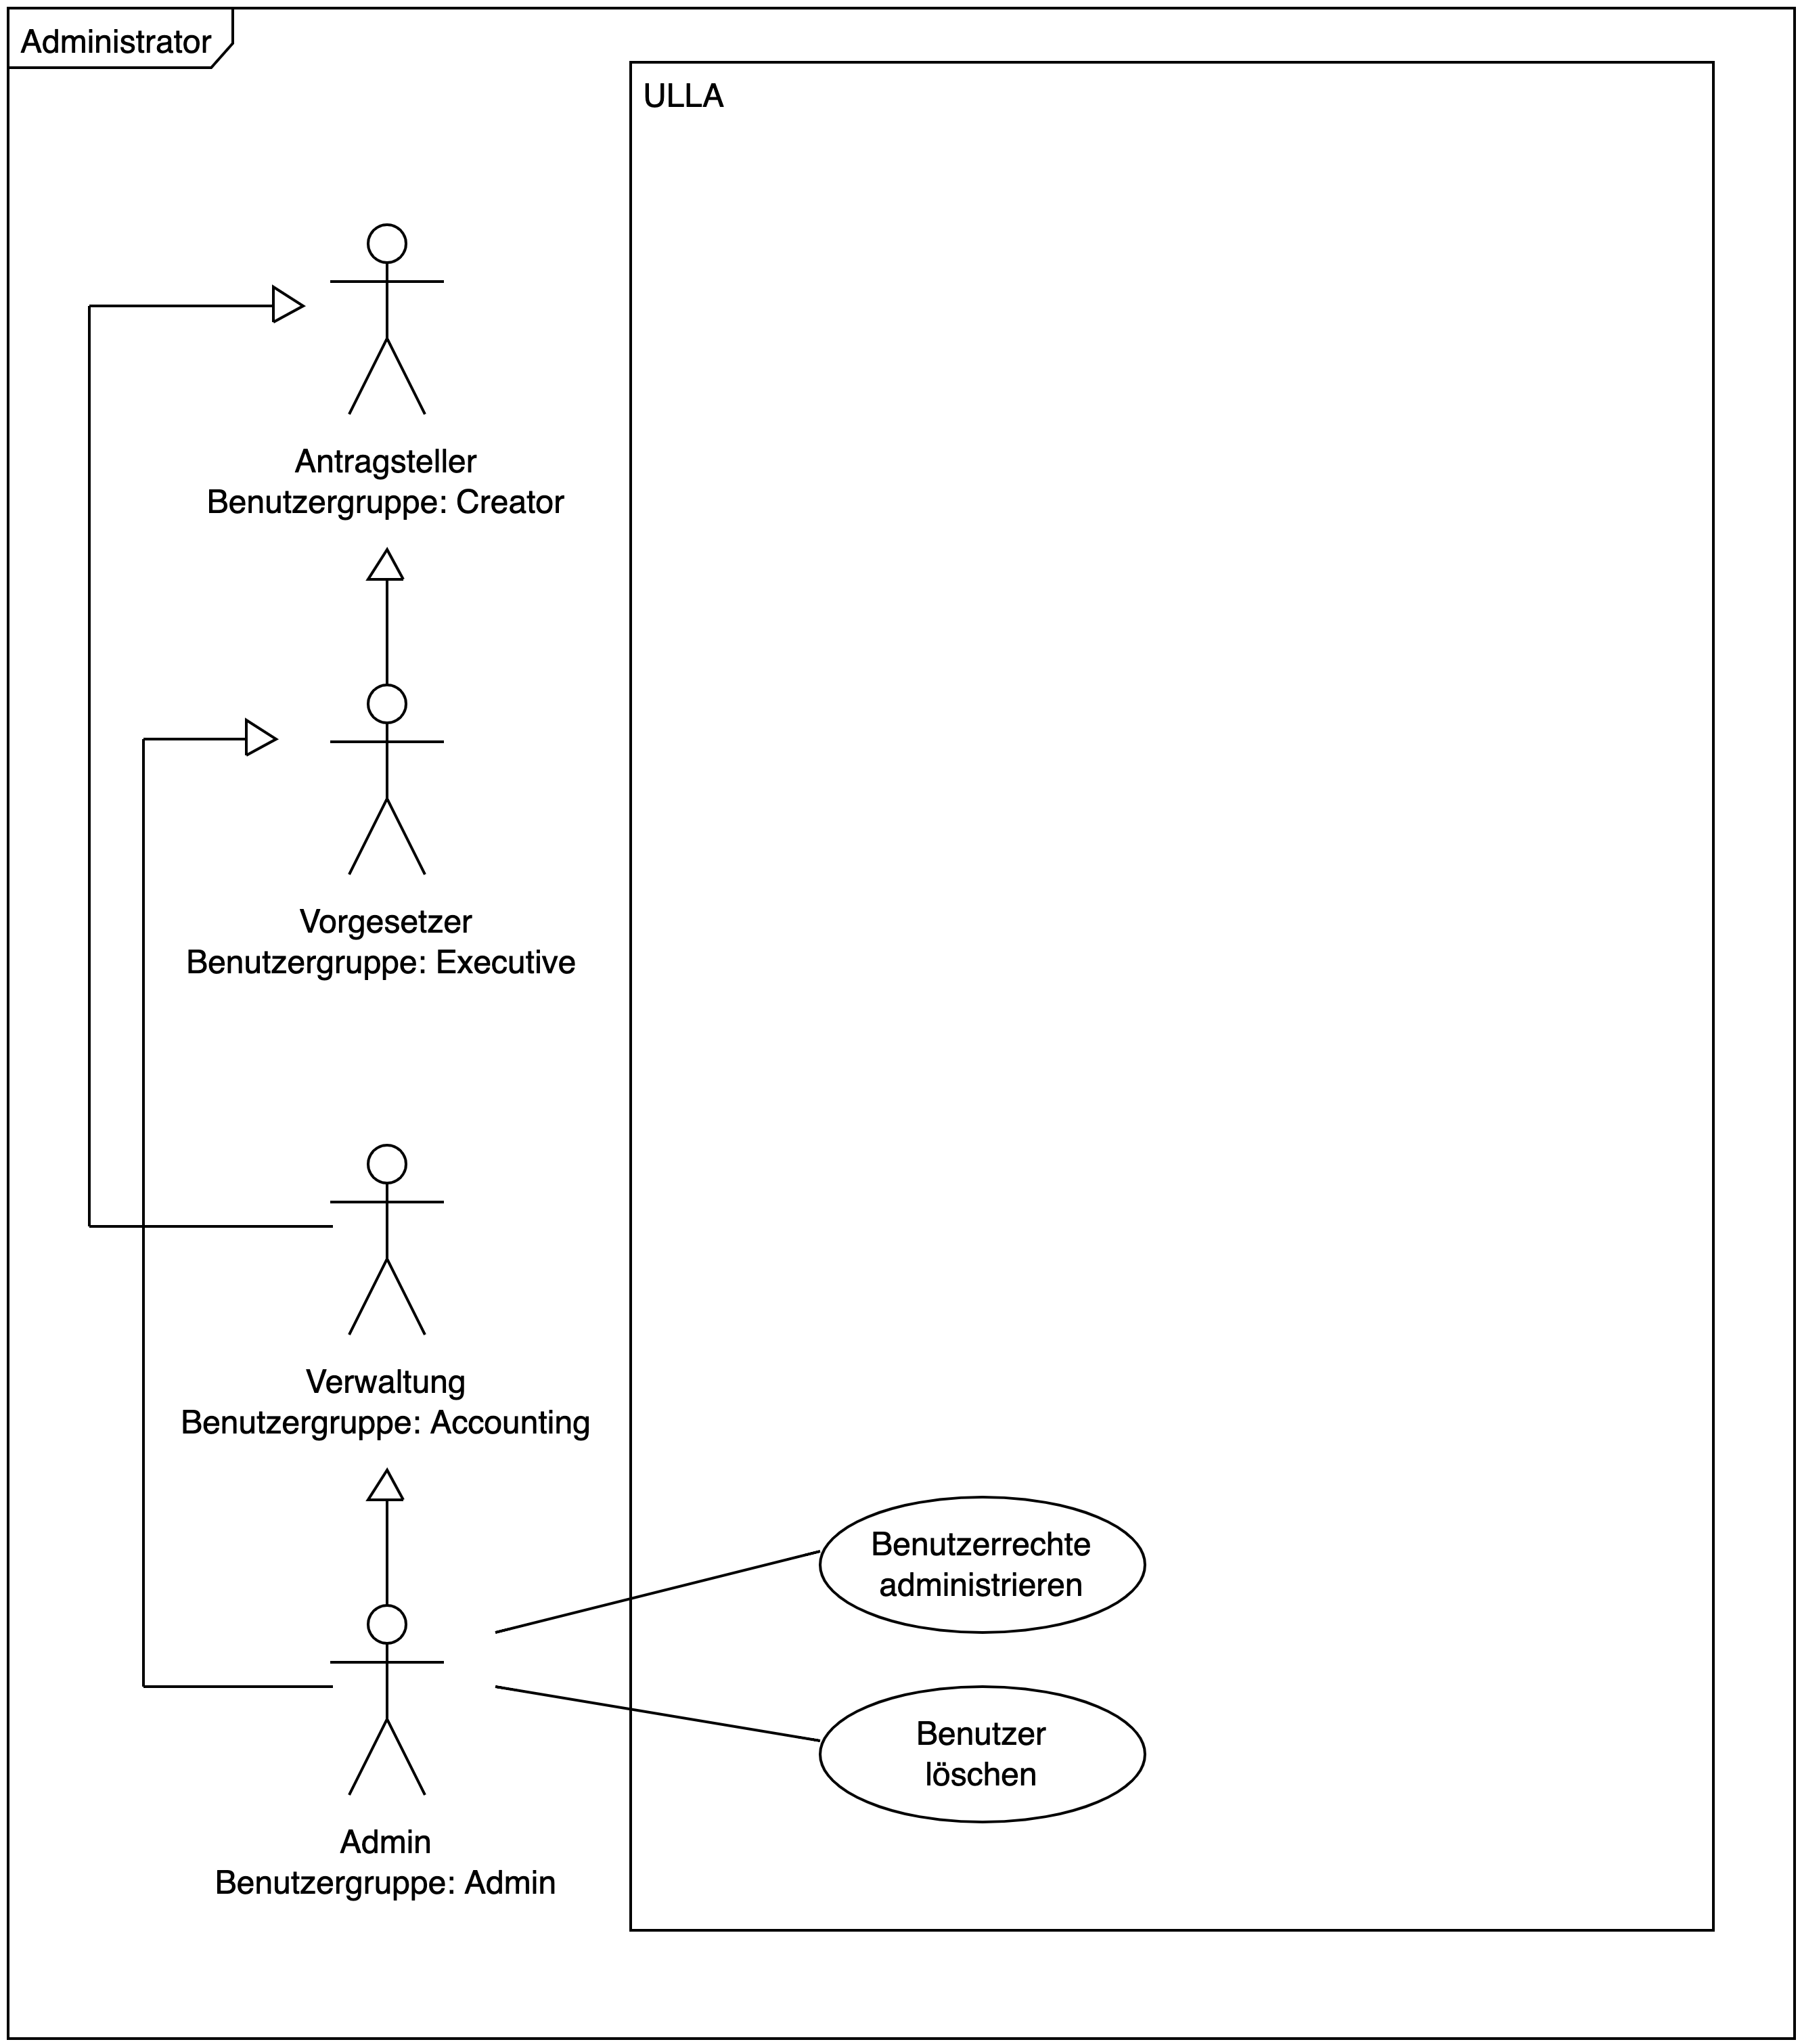 Administrator
ULLA
Antragsteller
Benutzergruppe: Creator
Vorgesetzer
Benutzergruppe: Executive
Verwaltung
Benutzergruppe: Accounting
Benutzerrechte
administrieren
Benutzer
löschen
Admin
Benutzergruppe: Admin